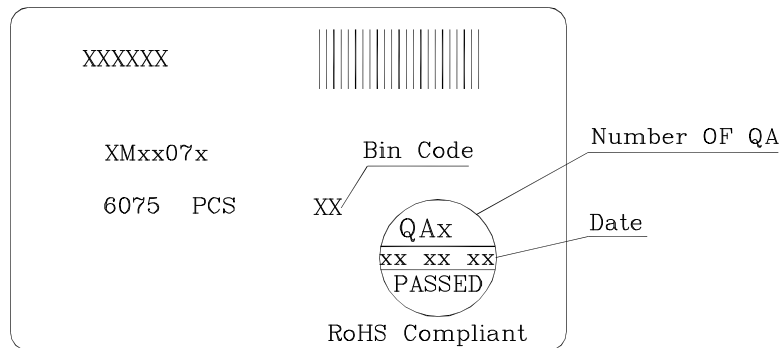 XXXXXX
Number OF QA
XMxx07x
Bin Code
6075 PCS
XX
QAx
Date
xx xx xx
PASSED
RoHS Compliant